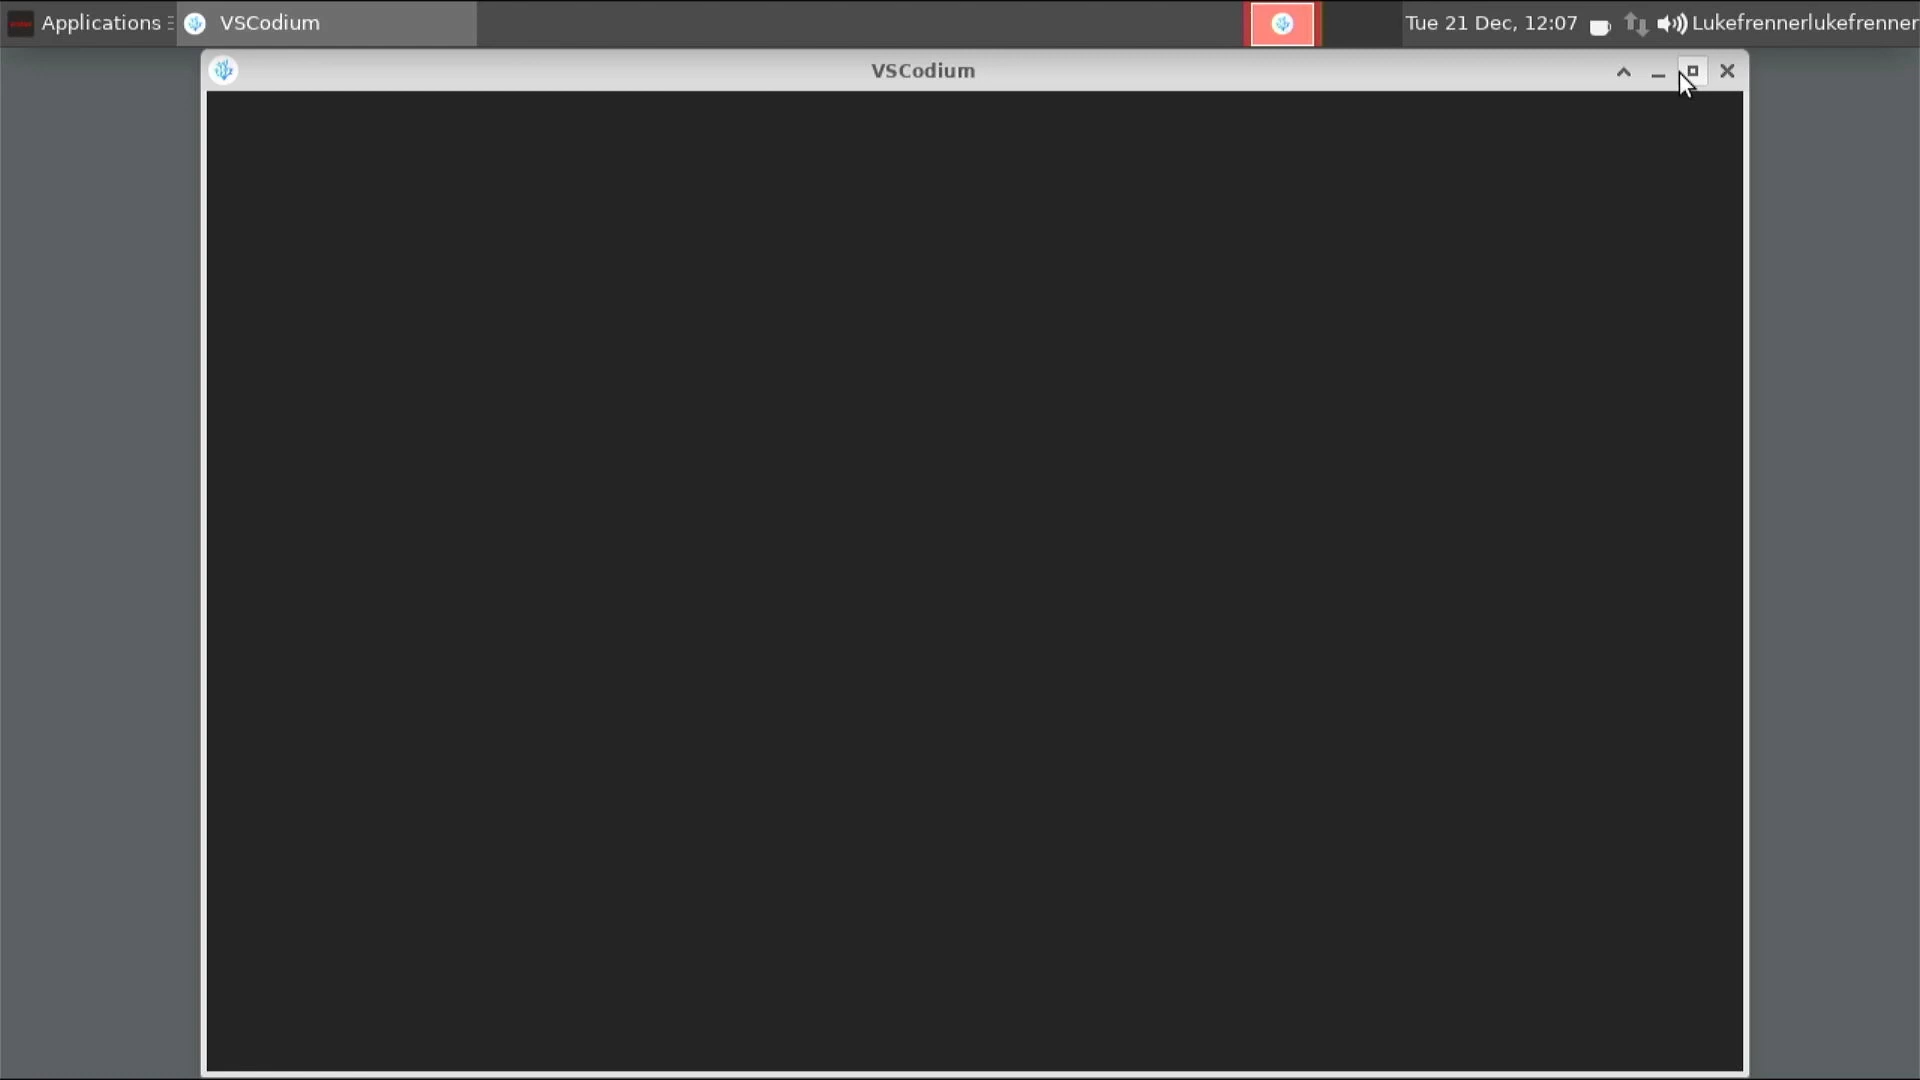 Applications
VSCodium
Tue 21 Dec, 12:07
Lukefrennerlukefrenner
VSCodium